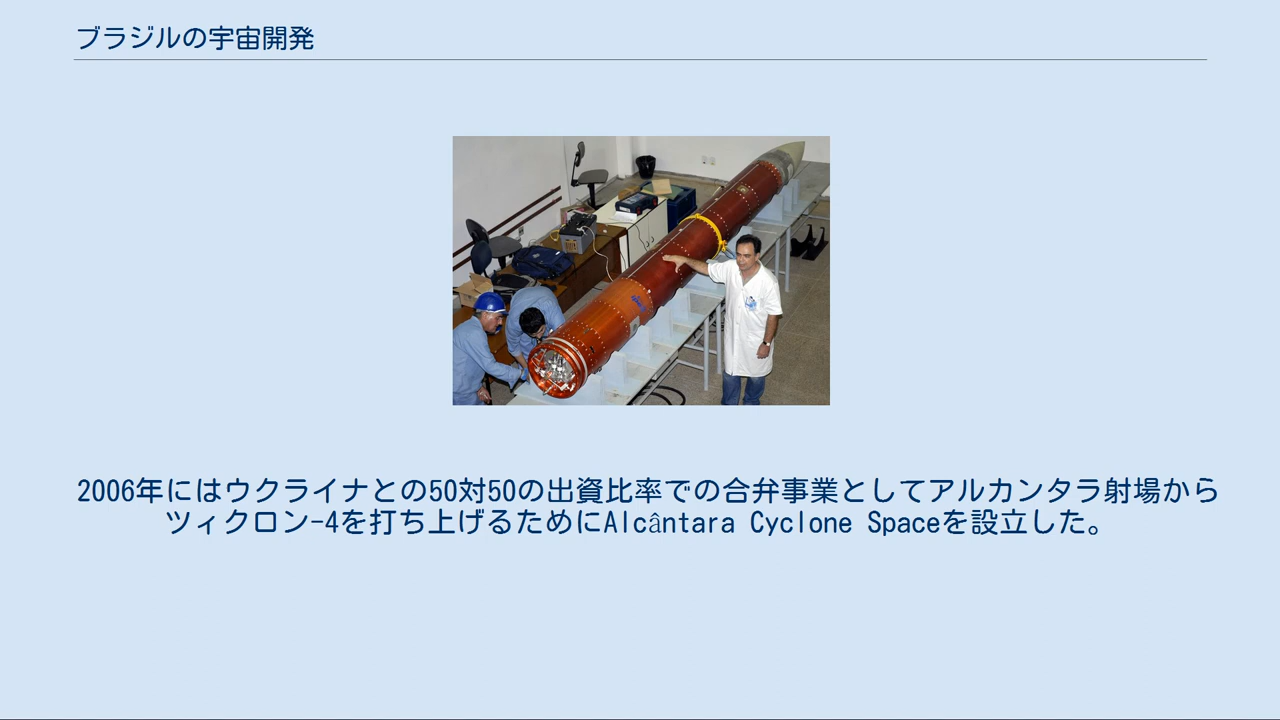 ブラジルの宇宙開発
2006年にはウクライナとの50対50の出資比率での合弁事業としてアルカンタラ射場から
ツィクロン-4を打ち上げるためにAlcântara Cyclone Spaceを設立した。